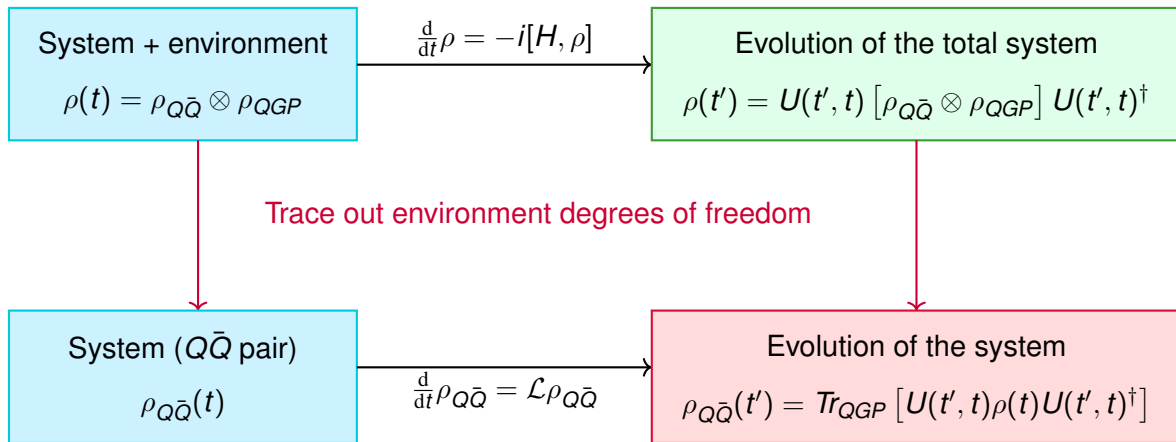 System + environment
ρ(t) = ρ_{QQ̄} ⊗ ρ_{QGP}
d/dt ρ = −i[H, ρ]
Evolution of the total system
ρ(t′) = U(t′, t) [ρ_{QQ̄} ⊗ ρ_{QGP}] U(t′, t)†
Trace out environment degrees of freedom
System (QQ̄ pair)
ρ_{QQ̄}(t)
d/dt ρ_{QQ̄} = ℒρ_{QQ̄}
Evolution of the system
ρ_{QQ̄}(t′) = Tr_{QGP} [U(t′, t)ρ(t)U(t′, t)†]